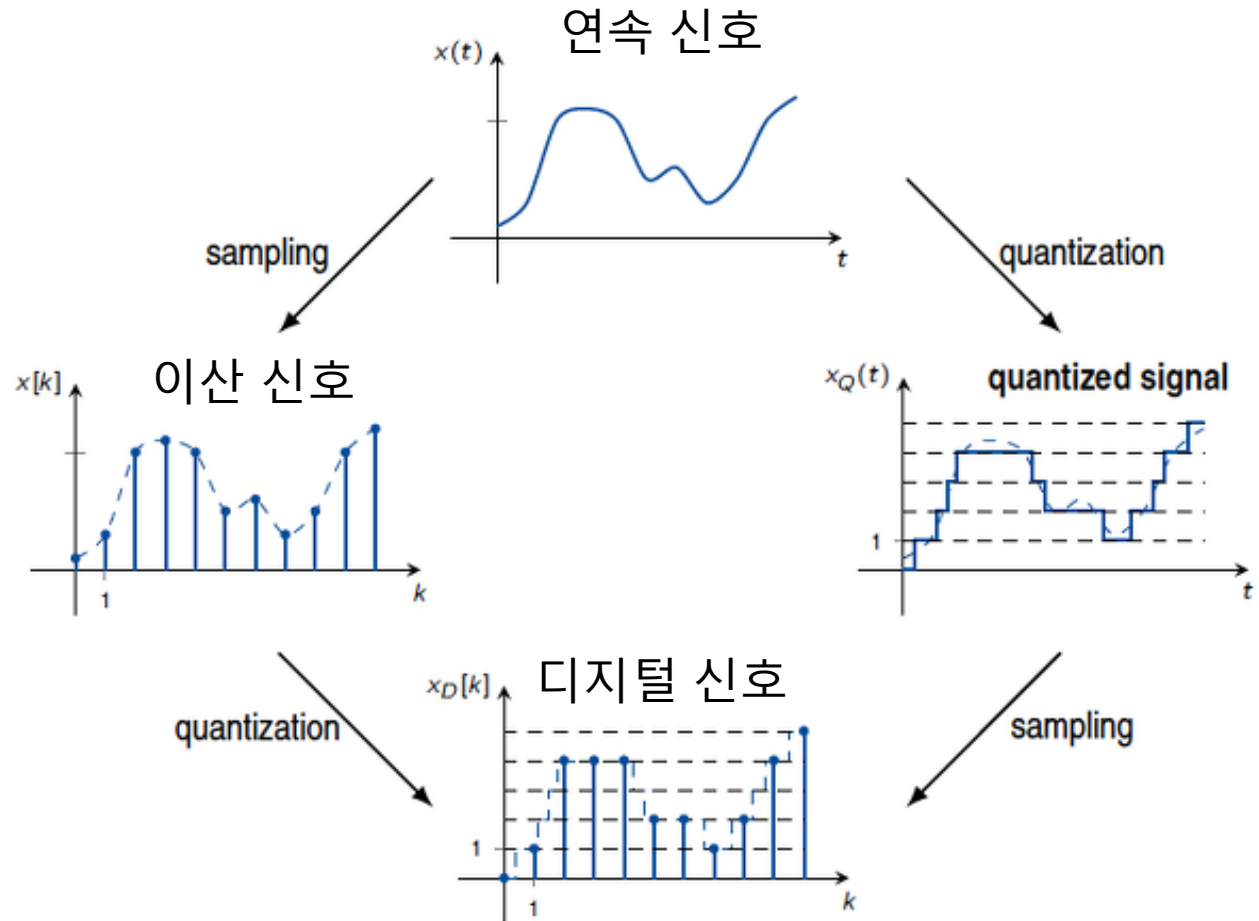 연속 신호
x(t)
t
sampling
quantization
이산 신호
x[k]
1
k
quantized signal
x_Q(t)
1
t
quantization
sampling
디지털 신호
x_D[k]
1
1
k